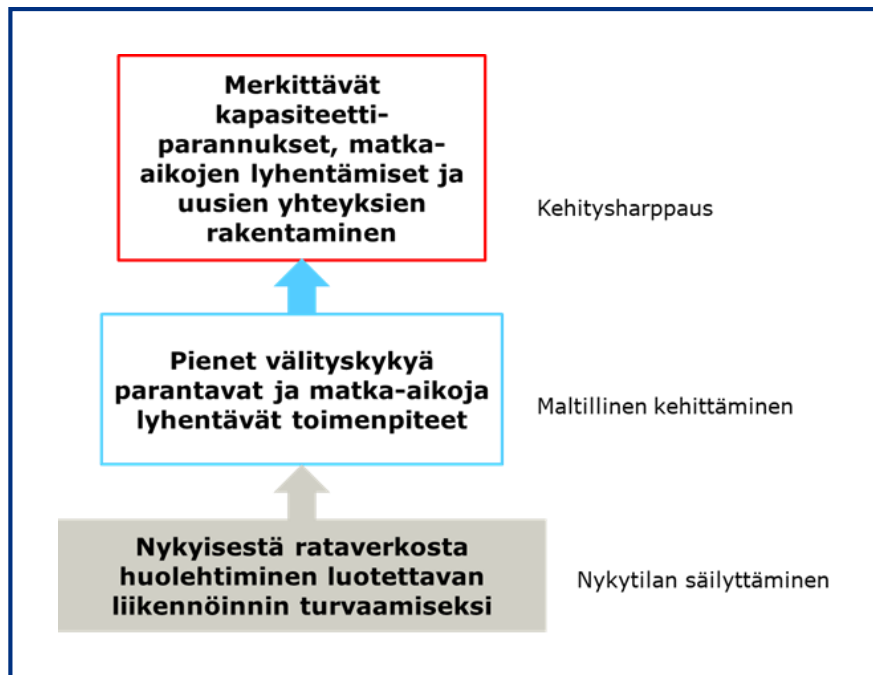 Merkittävät
kapasiteetti-
parannukset, matka-
aikojen lyhentämiset ja
uusien yhteyksien
rakentaminen
Kehitysharppaus
Pienet välityskykyä
parantavat ja matka-aikoja
lyhentävät toimenpiteet
Maltillinen kehittäminen
Nykyisestä rataverkosta
huolehtiminen luotettavan
liikennöinnin turvaamiseksi
Nykytilan säilyttäminen